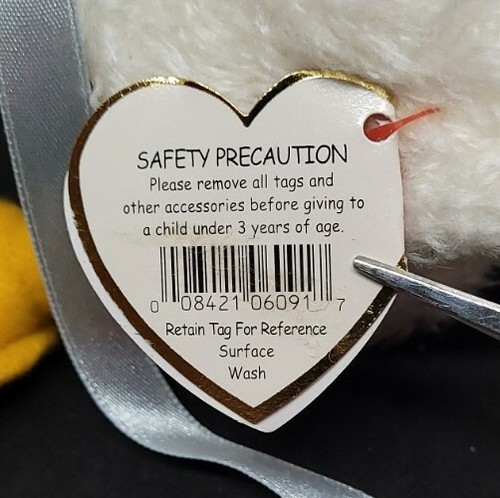 SAFETY PRECAUTION
Please remove all tags and
other accessories before giving to
a child under 3 years of age.
0 08421 06091 7
Retain Tag For Reference
Surface
Wash